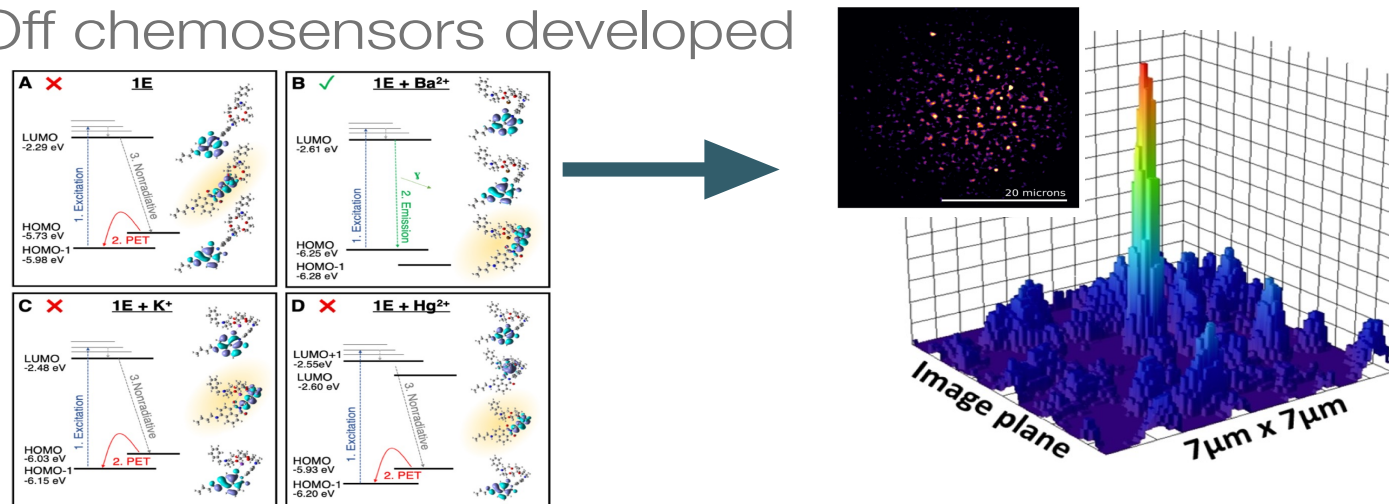 Off chemosensors developed
A ✗ 1E
LUMO
-2.29 eV
1. Excitation
3. Nonradiative
HOMO
-5.73 eV
2. PET
HOMO-1
-5.98 eV
B ✓ 1E + Ba²⁺
LUMO
-2.61 eV
1. Excitation
2. Emission
γ
HOMO
-6.25 eV
HOMO-1
-6.28 eV
C ✗ 1E + K⁺
LUMO
-2.48 eV
1. Excitation
3.Nonradiative
HOMO
-6.03 eV
2. PET
HOMO-1
-6.15 eV
D ✗ 1E + Hg²⁺
LUMO+1
-2.55eV
LUMO
-2.60 eV
1. Excitation
3. Nonradiative
HOMO
-5.93 eV
2. PET
HOMO-1
-6.20 eV
20 microns
Image plane
7μm x 7μm